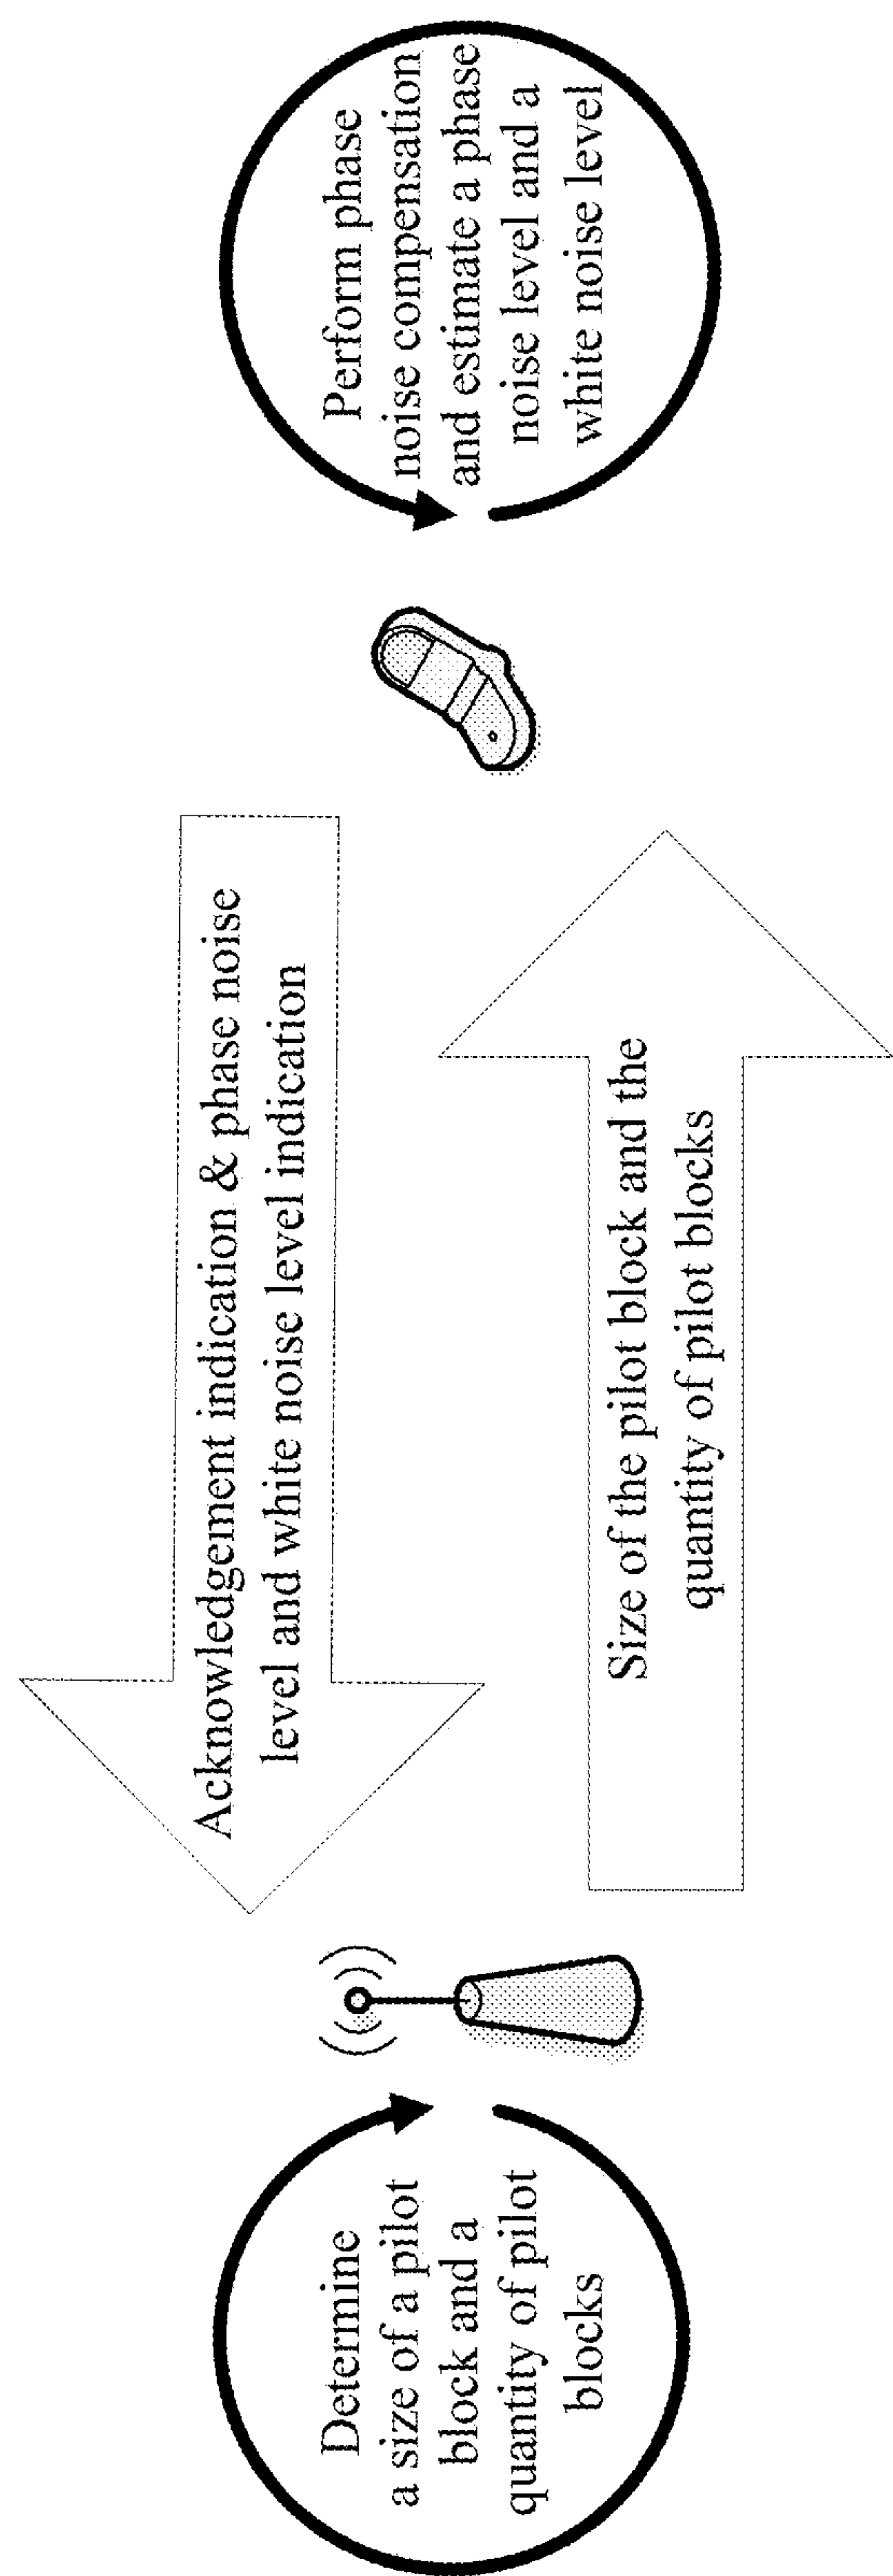 Determine
a size of a pilot
block and a
quantity of pilot
blocks
Acknowledgement indication & phase noise
level and white noise level indication
Size of the pilot block and the
quantity of pilot blocks
Perform phase
noise compensation
and estimate a phase
noise level and a
white noise level